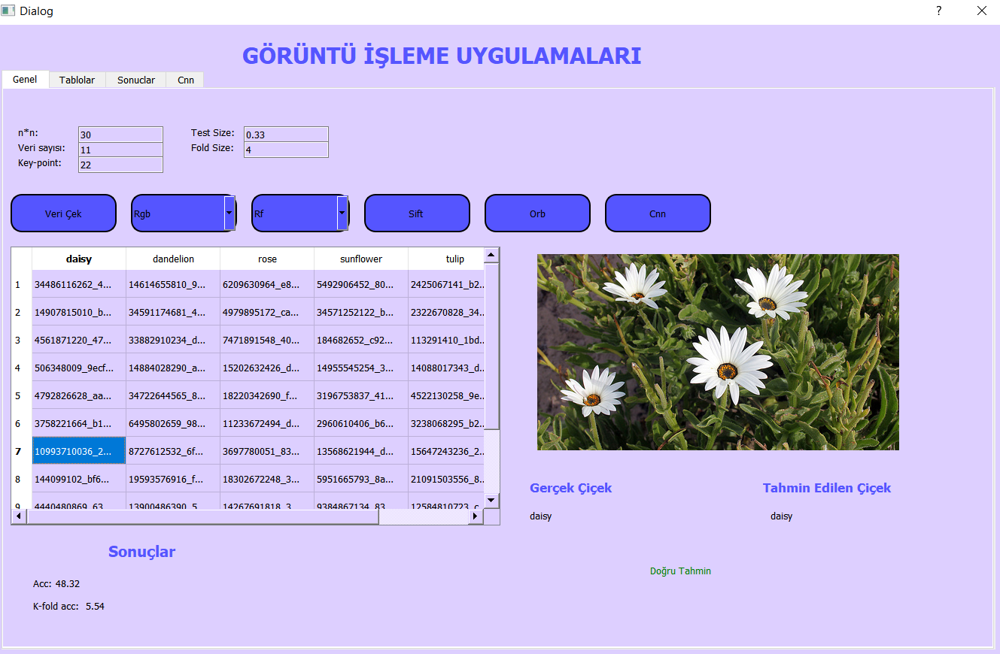 Dialog
?
GÖRÜNTÜ İŞLEME UYGULAMALARI
Genel Tablolar Sonuclar Cnn
n*n: 30 Test Size: 0.33
Veri sayısı: 11 Fold Size: 4
Key-point: 22
Veri Çek Rgb Rf Sift Orb Cnn
daisy dandelion rose sunflower tulip
1 34486116262_4... 14614655810_9... 6209630964_e8... 5492906452_80... 2425067141_b2...
2 14907815010_b... 34591174681_4... 4979895172_ca... 34571252122_b... 2322670828_34...
3 4561871220_47... 33882910234_d... 7471891548_40... 184682652_c92... 113291410_1bd...
4 506348009_9ecf... 14884028290_a... 15202632426_d... 14955545254_3... 14088017343_d...
5 4792826628_aa... 34722644565_8... 18220342690_f... 3196753837_41... 4522130258_9e...
6 3758221664_b1... 6495802659_98... 11233672494_d... 2960610406_b6... 3238068295_b2...
7 10993710036_2... 8727612532_6f... 3697780051_83... 13568621944_d... 15647243236_2...
8 144099102_bf6... 19593576916_f... 18302672248_3... 5951665793_8a... 21091503556_8...
9 4440480869_63 13900486390_5 14267691818_3 9384867134_83 12584810723_c
Gerçek Çiçek Tahmin Edilen Çiçek
daisy daisy
Sonuçlar
Doğru Tahmin
Acc: 48.32
K-fold acc: 5.54